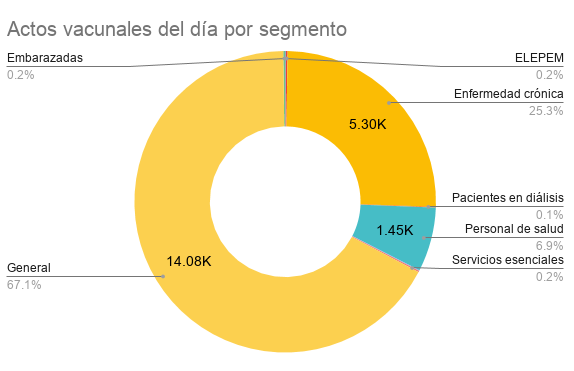 Actos vacunales del día por segmento
Embarazadas
0.2%
ELEPEM
0.2%
Enfermedad crónica
25.3%
5.30K
Pacientes en diálisis
0.1%
Personal de salud
6.9%
1.45K
Servicios esenciales
0.2%
General
67.1%
14.08K